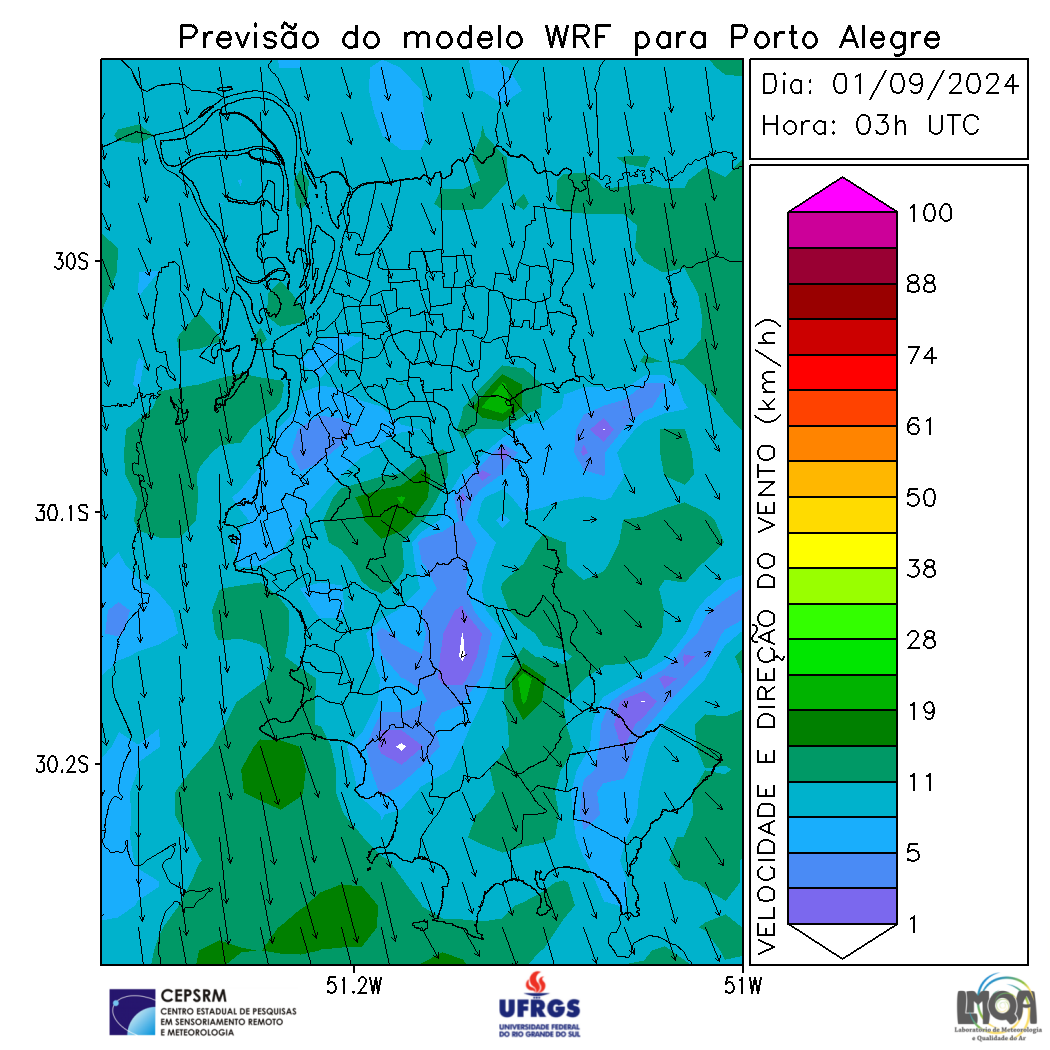 Previsão do modelo WRF para Porto Alegre
Dia: 01/09/2024
Hora: 03h UTC
30S
30.1S
30.2S
51.2W
51W
VELOCIDADE E DIREÇÃO DO VENTO (km/h)
100
88
74
61
50
38
28
19
11
5
1
CEPSRM
CENTRO ESTADUAL DE PESQUISAS
EM SENSORIAMENTO REMOTO
E METEOROLOGIA
UFRGS
UNIVERSIDADE FEDERAL
DO RIO GRANDE DO SUL
LMQA
Laboratório de Meteorologia
e Qualidade do Ar